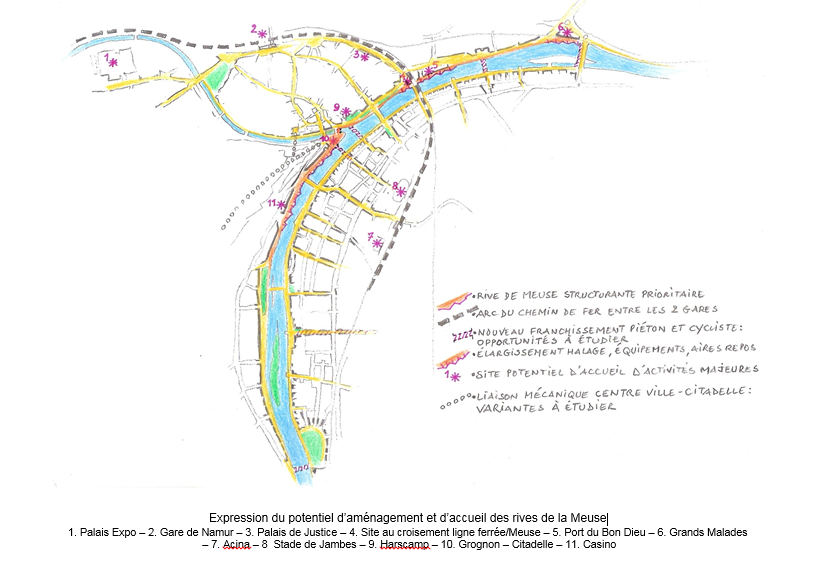 1
2
3
4
5
6
9
10
8
11
7
RIVE DE MEUSE STRUCTURANTE PRIORITAIRE
ARC DU CHEMIN DE FER ENTRE LES 2 GARES
NOUVEAU FRANCHISSEMENT PIÉTON ET CYCLISTE:
OPPORTUNITÉS À ÉTUDIER
ÉLARGISSEMENT HALAGE, ÉQUIPEMENTS, AIRES REPOS
1 SITE POTENTIEL D'ACCUEIL D'ACTIVITÉS MAJEURES
LIAISON MÉCANIQUE CENTRE VILLE-CITADELLE:
VARIANTES À ÉTUDIER
Expression du potentiel d'aménagement et d'accueil des rives de la Meuse
1. Palais Expo – 2. Gare de Namur – 3. Palais de Justice – 4. Site au croisement ligne ferrée/Meuse – 5. Port du Bon Dieu – 6. Grands Malades
– 7. Acina – 8 Stade de Jambes – 9. Harscamp – 10. Grognon – Citadelle – 11. Casino